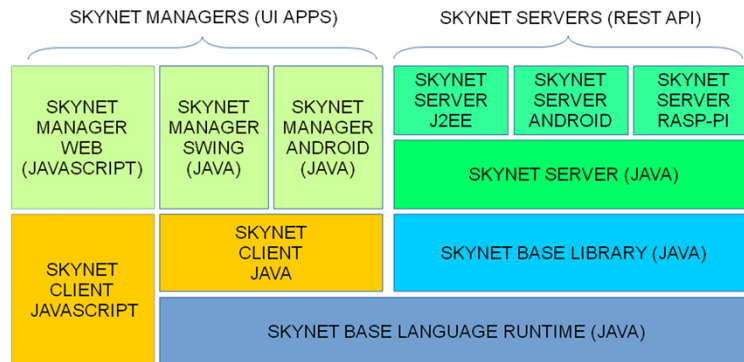 SKYNET MANAGERS (UI APPS)
SKYNET SERVERS (REST API)
SKYNET
MANAGER
WEB
(JAVASCRIPT)
SKYNET
MANAGER
SWING
(JAVA)
SKYNET
MANAGER
ANDROID
(JAVA)
SKYNET
SERVER
J2EE
SKYNET
SERVER
ANDROID
SKYNET
SERVER
RASP-PI
SKYNET SERVER (JAVA)
SKYNET
CLIENT
JAVASCRIPT
SKYNET
CLIENT
JAVA
SKYNET BASE LIBRARY (JAVA)
SKYNET BASE LANGUAGE RUNTIME (JAVA)